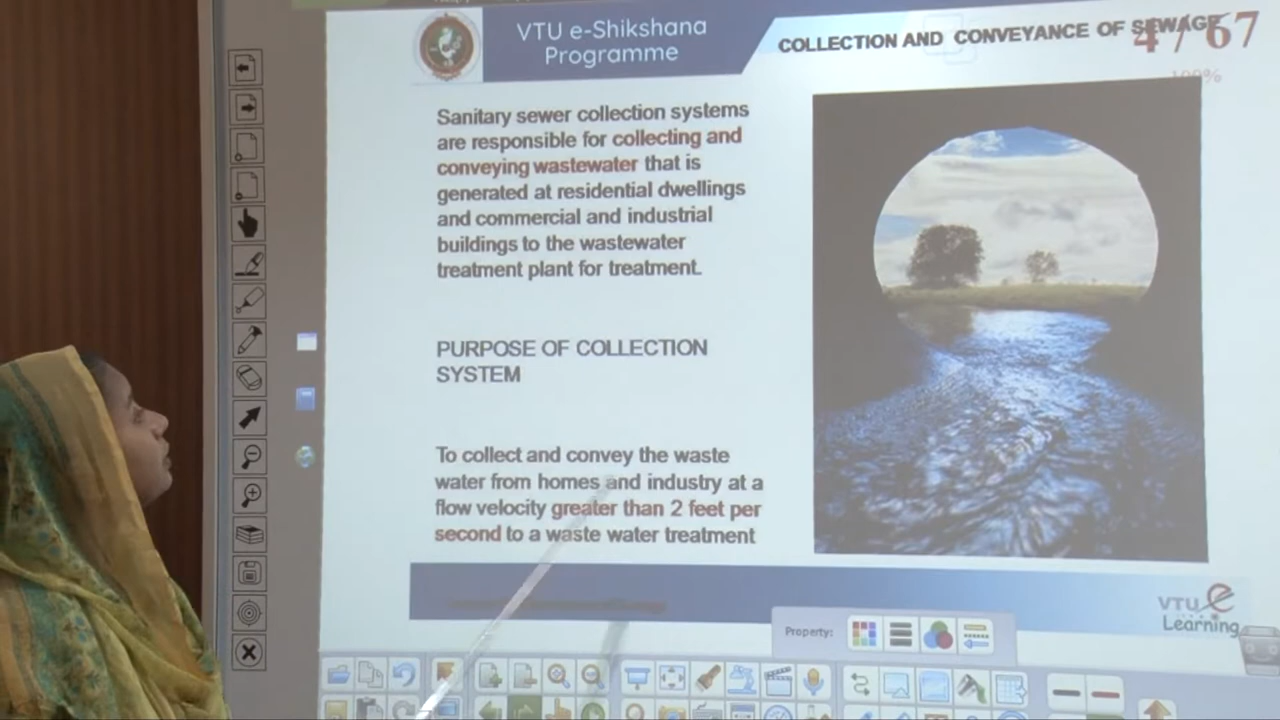 VTU e-Shikshana
Programme
COLLECTION AND CONVEYANCE OF SEWAGE
4 / 67
100%
Sanitary sewer collection systems
are responsible for collecting and
conveying wastewater that is
generated at residential dwellings
and commercial and industrial
buildings to the wastewater
treatment plant for treatment.
PURPOSE OF COLLECTION
SYSTEM
To collect and convey the waste
water from homes and industry at a
flow velocity greater than 2 feet per
second to a waste water treatment
VTU e
Learning
Property: